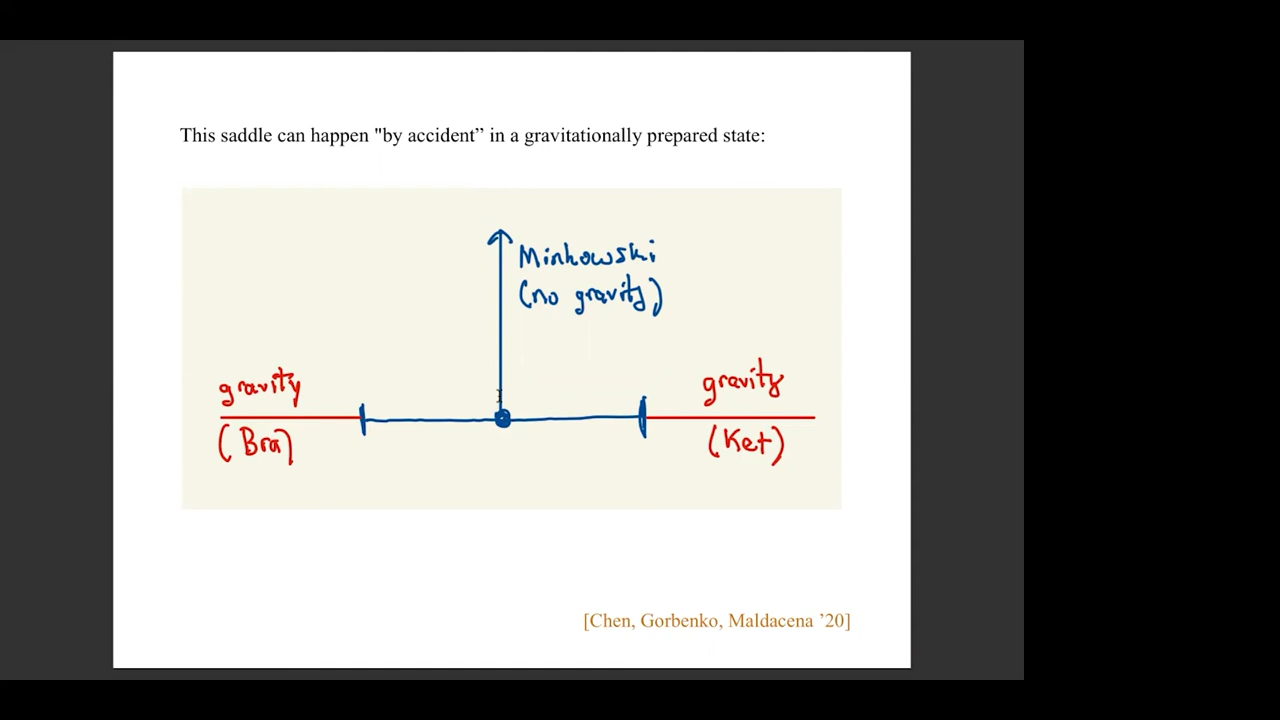 This saddle can happen "by accident” in a gravitationally prepared state:
Minkowski
(no gravity)
gravity
(Bra)
gravity
(Ket)
[Chen, Gorbenko, Maldacena ’20]